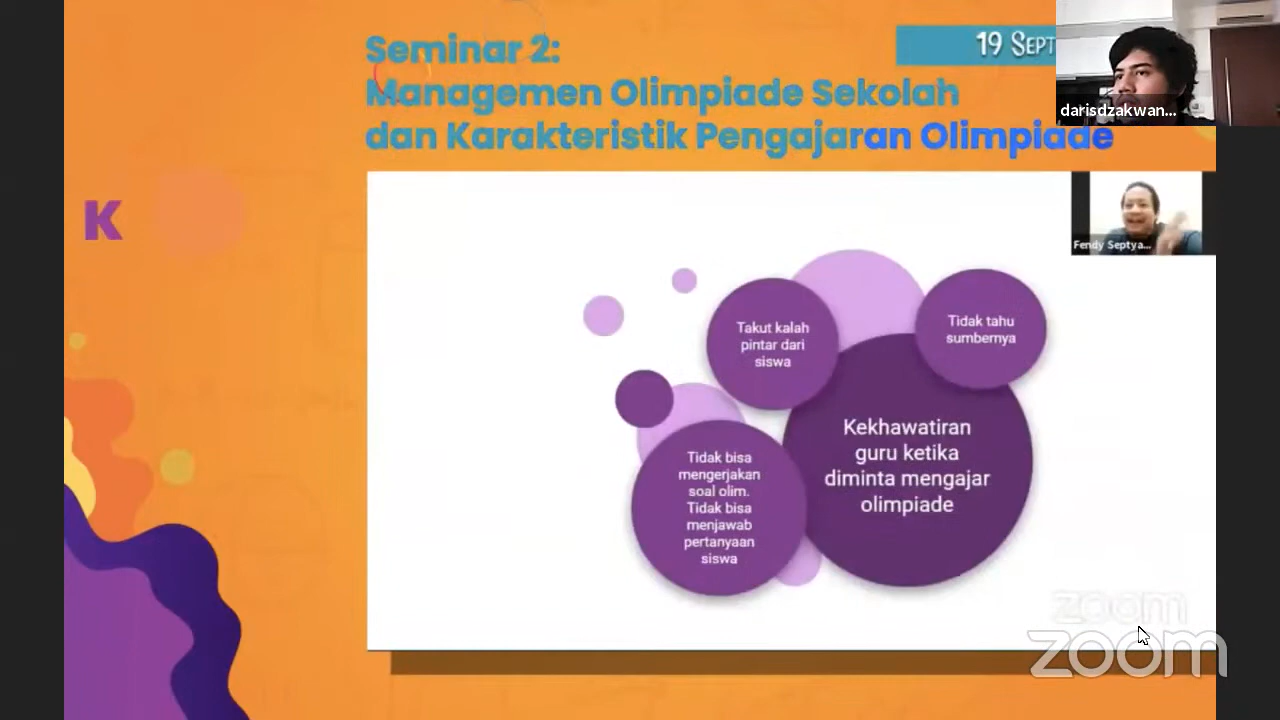 Seminar 2:
Managemen Olimpiade Sekolah
dan Karakteristik Pengajaran Olimpiade
19 SEPT
darisdzakwan...
K
Fendy Septya...
Takut kalah
pintar dari
siswa
Tidak tahu
sumbernya
Kekhawatiran
guru ketika
diminta mengajar
olimpiade
Tidak bisa
mengerjakan
soal olim.
Tidak bisa
menjawab
pertanyaan
siswa
zoom
zoom